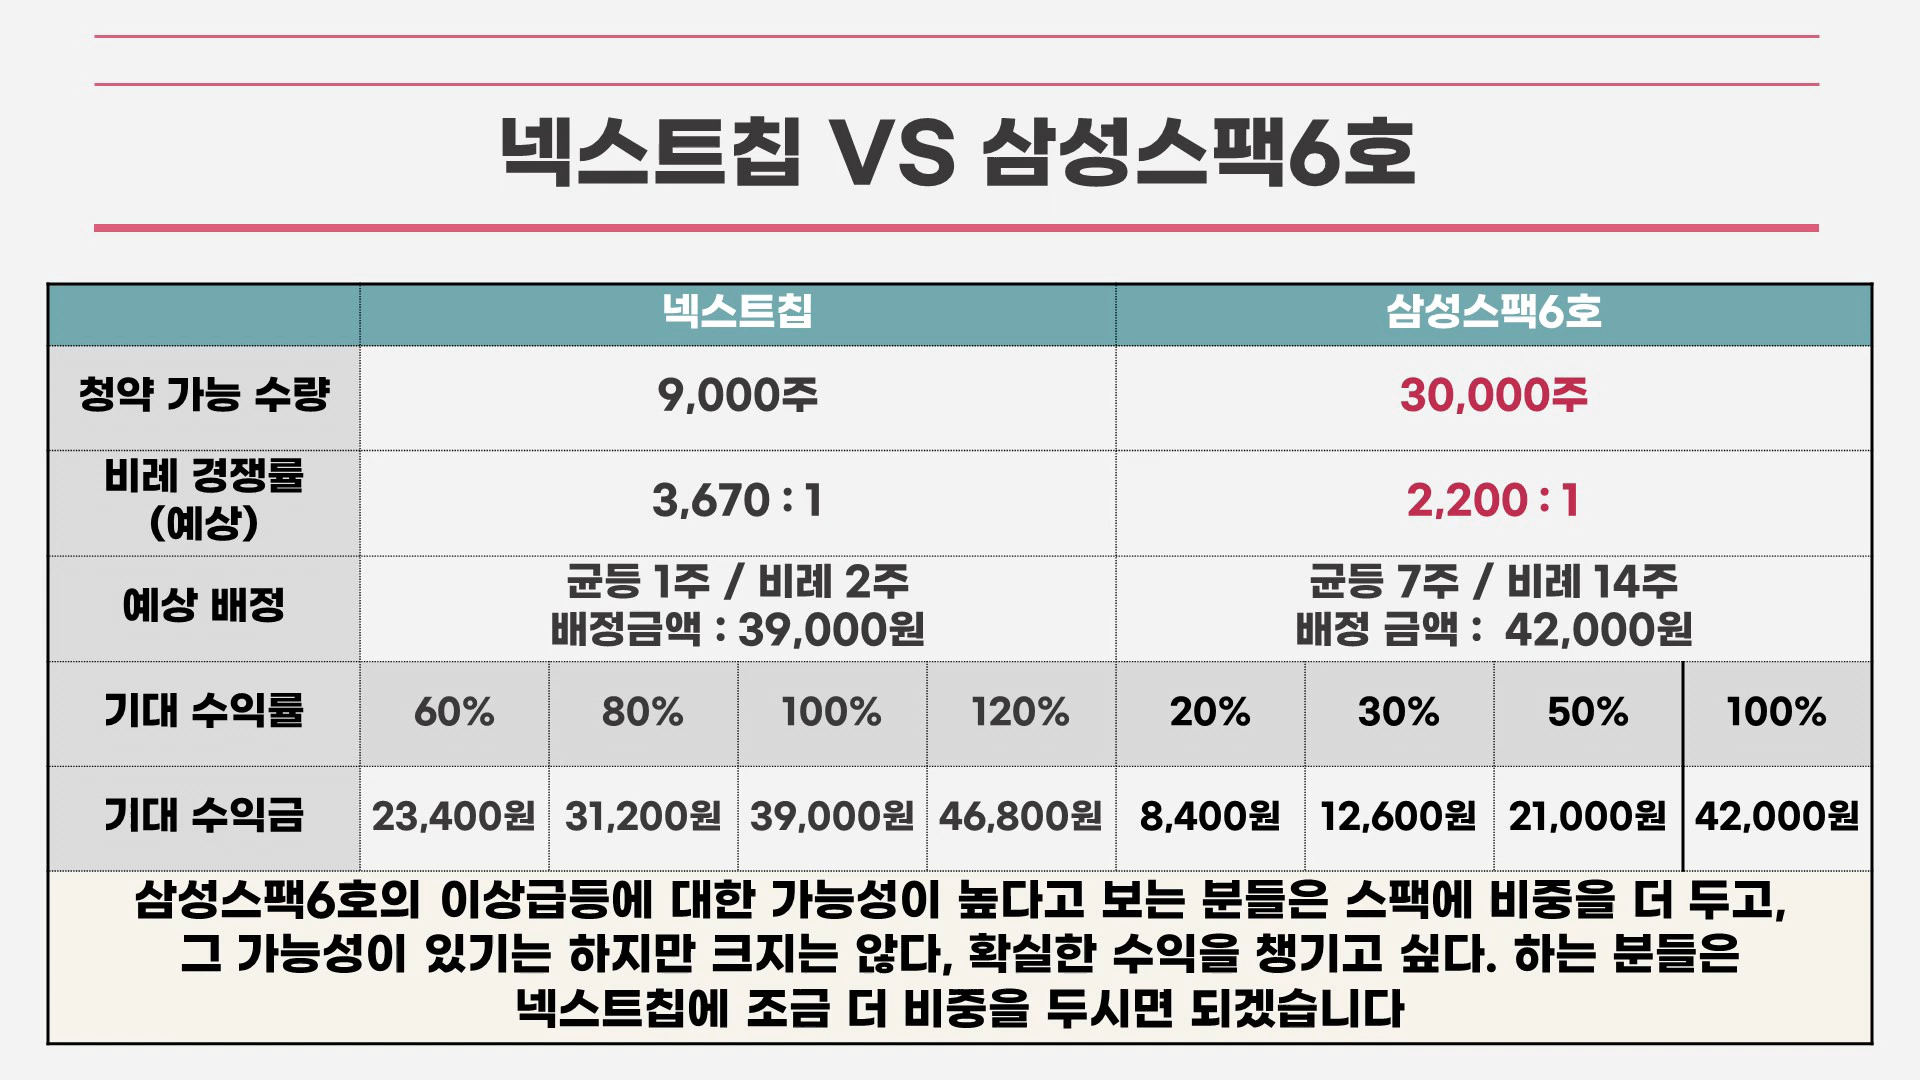 넥스트칩 VS 삼성스팩6호
넥스트칩 삼성스팩6호
청약 가능 수량 9,000주 30,000주
비례 경쟁률
(예상) 3,670 : 1 2,200 : 1
예상 배정
균등 1주 / 비례 2주 균등 7주 / 비례 14주
배정금액 : 39,000원 배정 금액 : 42,000원
기대 수익률 60% 80% 100% 120% 20% 30% 50% 100%
기대 수익금 23,400원 31,200원 39,000원 46,800원 8,400원 12,600원 21,000원 42,000원
삼성스팩6호의 이상급등에 대한 가능성이 높다고 보는 분들은 스팩에 비중을 더 두고,
그 가능성이 있기는 하지만 크지는 않다, 확실한 수익을 챙기고 싶다. 하는 분들은
넥스트칩에 조금 더 비중을 두시면 되겠습니다